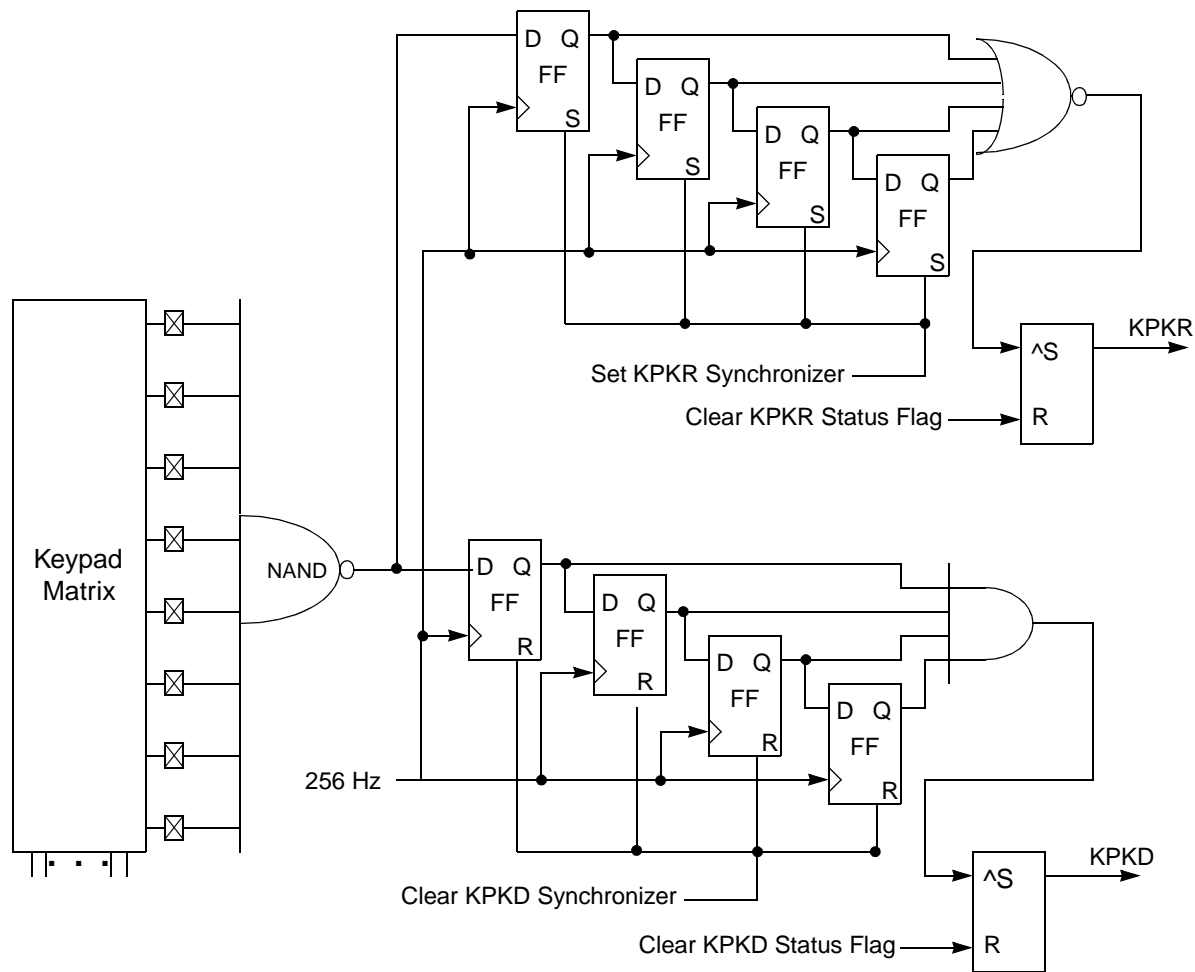 D Q
FF
S
D Q
FF
S
D Q
FF
S
D Q
FF
S
KPKR
^S
R
Set KPKR Synchronizer
Clear KPKR Status Flag
Keypad
Matrix
NAND
D Q
FF
R
D Q
FF
R
D Q
FF
R
D Q
FF
R
256 Hz
KPKD
^S
R
Clear KPKD Synchronizer
Clear KPKD Status Flag